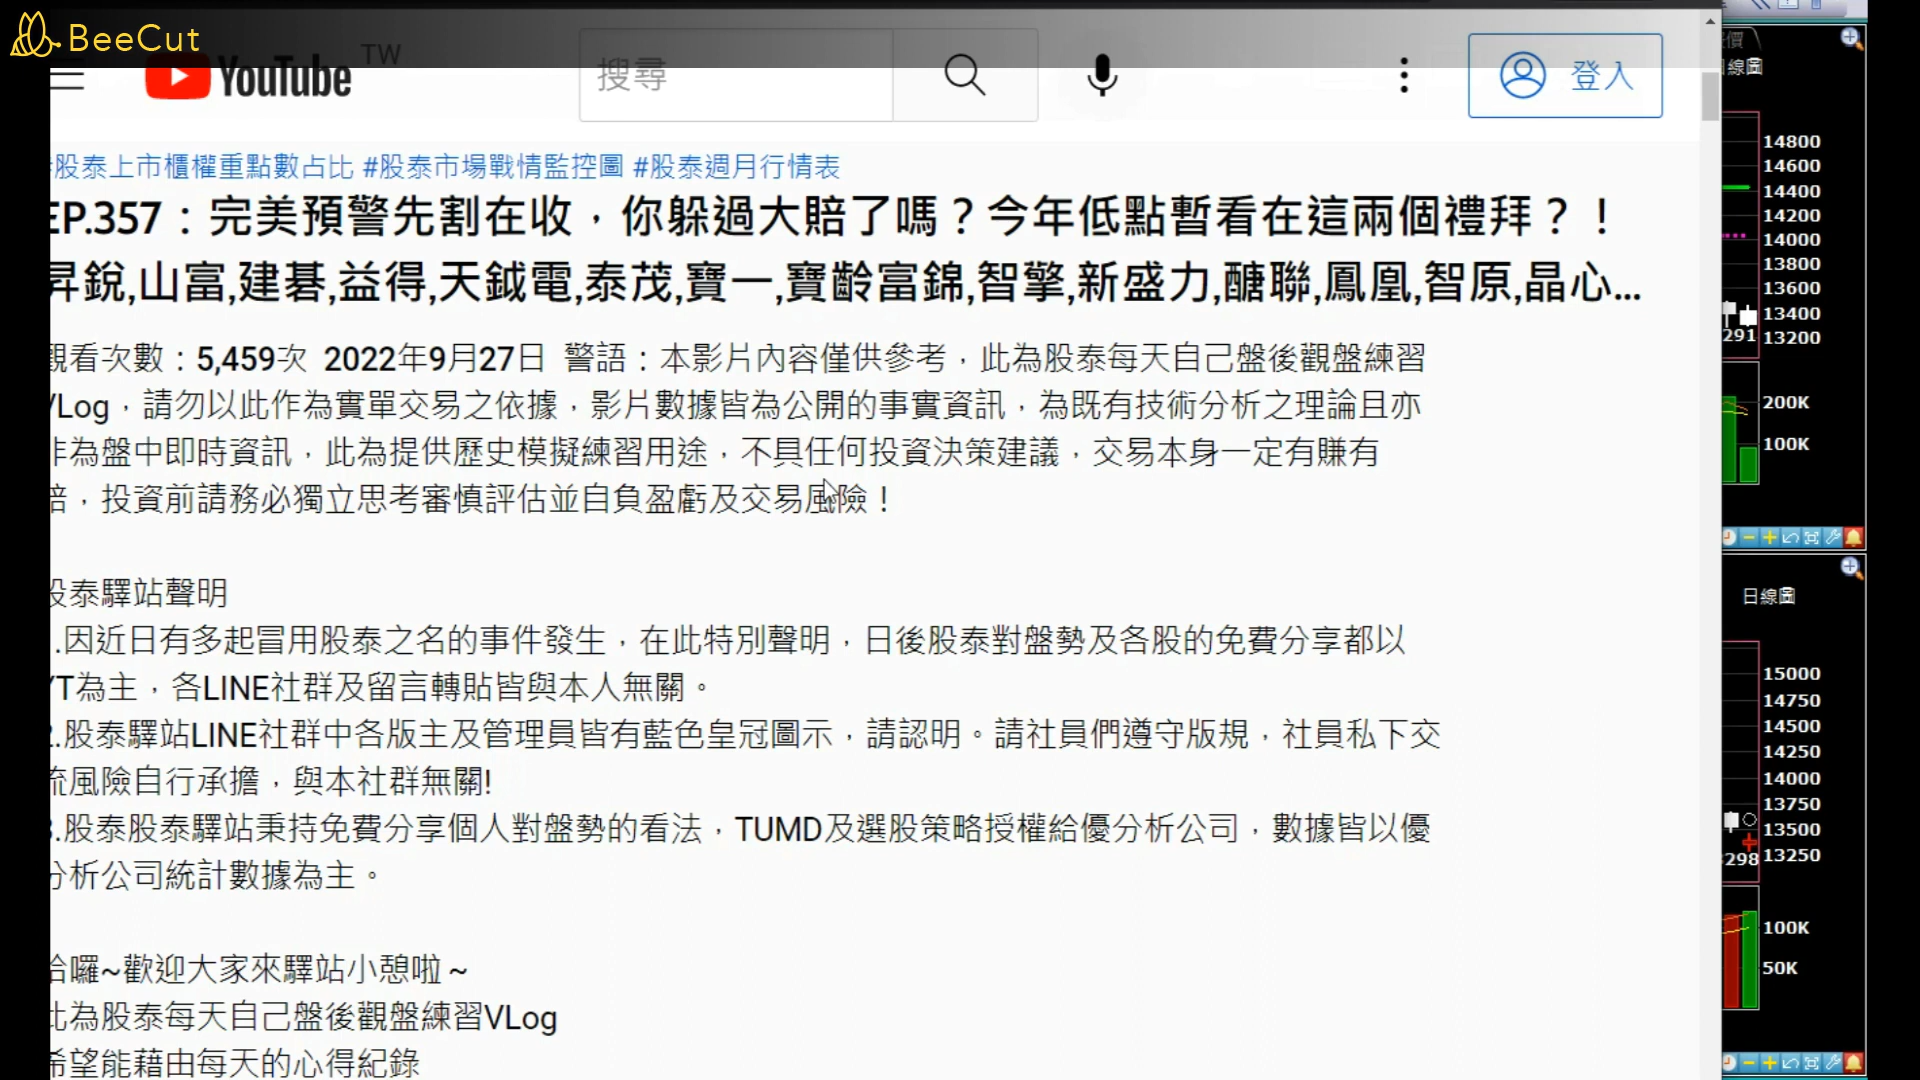 BeeCut
YouTube TW
搜尋
登入
股泰上市櫃權重點數占比 #股泰市場戰情監控圖 #股泰週月行情表
EP.357：完美預警先割在收，你躲過大賠了嗎？今年低點暫看在這兩個禮拜？！
昇銳,山富,建碁,益得,天鉞電,泰茂,寶一,寶齡富錦,智擎,新盛力,醣聯,鳳凰,智原,晶心...
觀看次數：5,459次 2022年9月27日 警語：本影片內容僅供參考，此為股泰每天自己盤後觀盤練習
VLog，請勿以此作為實單交易之依據，影片數據皆為公開的事實資訊，為既有技術分析之理論且亦
非為盤中即時資訊，此為提供歷史模擬練習用途，不具任何投資決策建議，交易本身一定有賺有
賠，投資前請務必獨立思考審慎評估並自負盈虧及交易風險！
股泰驛站聲明
.因近日有多起冒用股泰之名的事件發生，在此特別聲明，日後股泰對盤勢及各股的免費分享都以
YT為主，各LINE社群及留言轉貼皆與本人無關。
2.股泰驛站LINE社群中各版主及管理員皆有藍色皇冠圖示，請認明。請社員們遵守版規，社員私下交
流風險自行承擔，與本社群無關!
3.股泰股泰驛站秉持免費分享個人對盤勢的看法，TUMD及選股策略授權給優分析公司，數據皆以優
分析公司統計數據為主。
哈囉~歡迎大家來驛站小憩啦~
此為股泰每天自己盤後觀盤練習VLog
希望能藉由每天的心得紀錄
日線圖
14800
14600
14400
14200
14000
13800
13600
13400
13200
291
200K
100K
日線圖
15000
14750
14500
14250
14000
13750
13500
13250
298
100K
50K